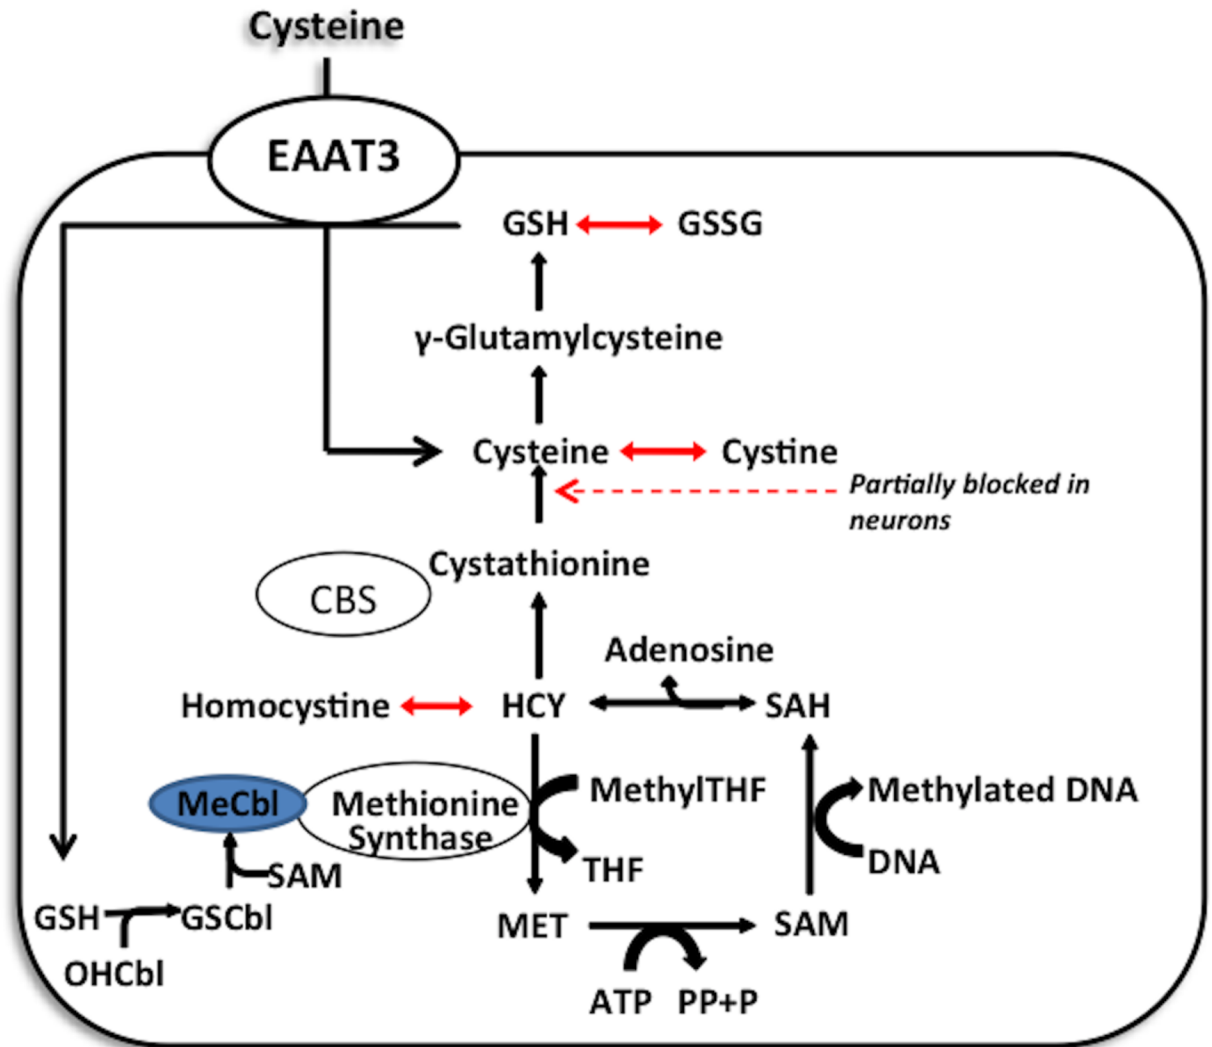 Cysteine
EAAT3
GSH GSSG
γ-Glutamylcysteine
Cysteine Cystine
Partially blocked in
neurons
Cystathionine
CBS
Adenosine
Homocystine HCY SAH
MeCbl Methionine
Synthase
MethylTHF
Methylated DNA
THF
DNA
SAM
GSH GSCbl
OHCbl
MET SAM
ATP PP+P